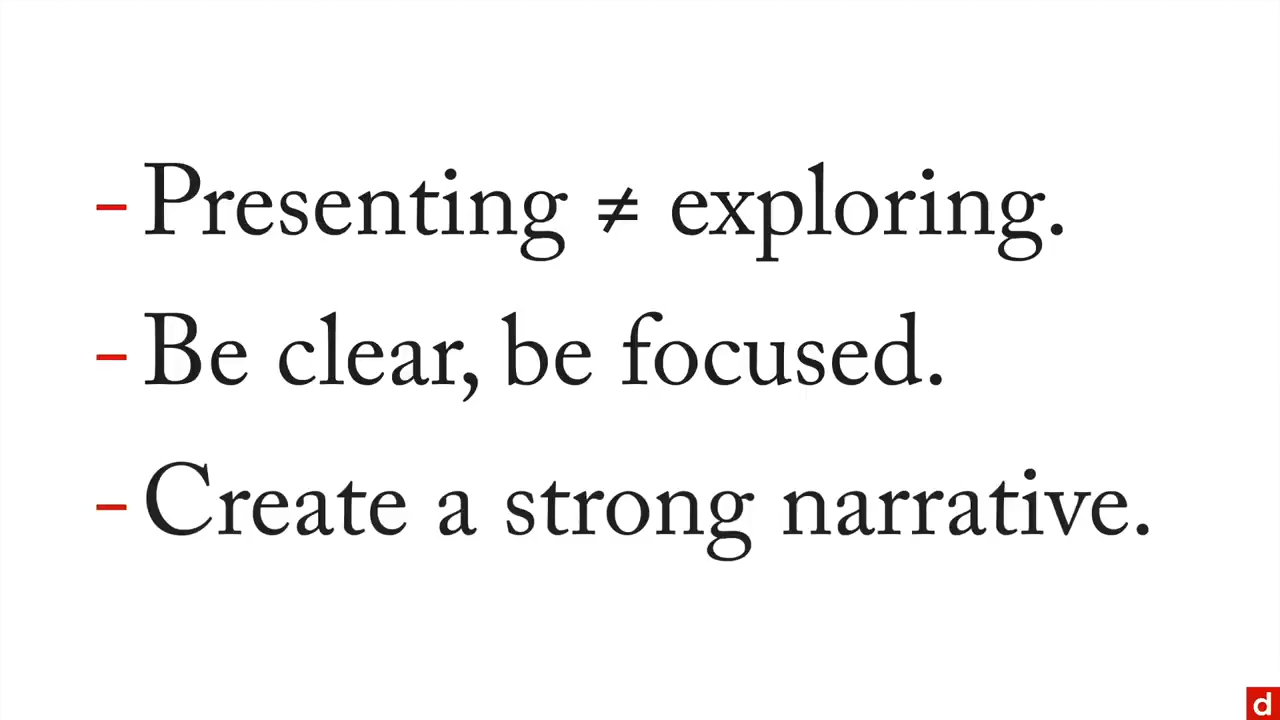 – Presenting ≠ exploring.
– Be clear, be focused.
– Create a strong narrative.
d